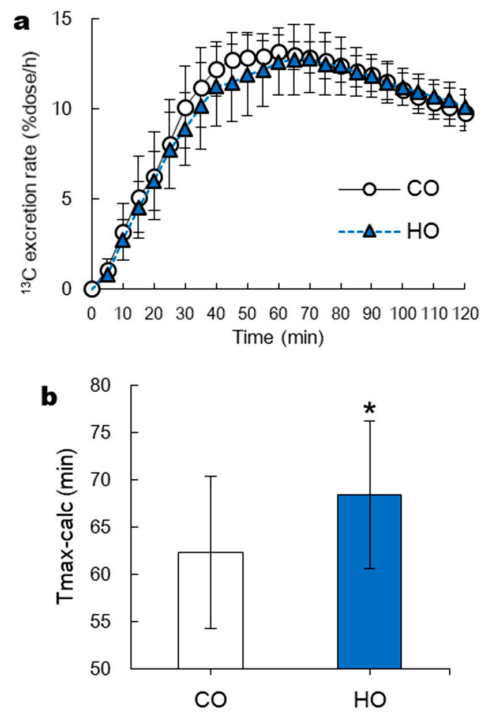 a
15
10
5
0
¹³C excretion rate (%dose/h)
CO
HO
0 10 20 30 40 50 60 70 80 90 100 110 120
Time (min)
b
80
75
70
65
60
55
50
Tmax-calc (min)
*
CO HO